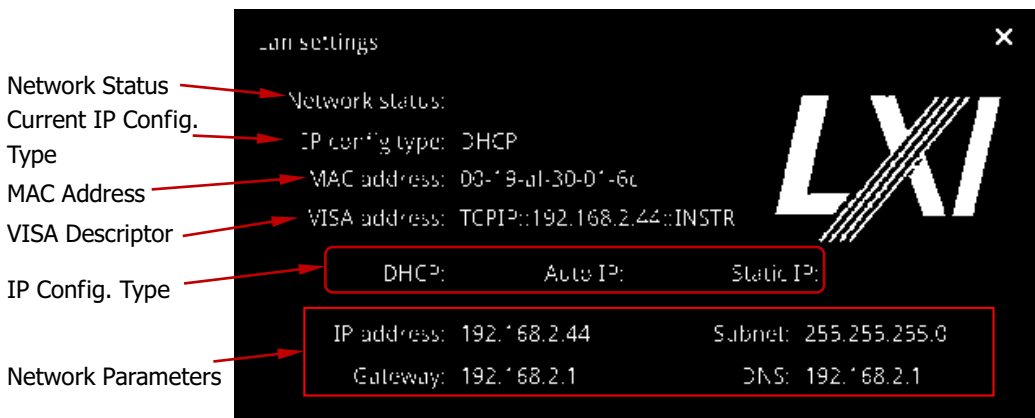 Lan settings
Network Status
Network status:
Current IP Config.
Type
IP config type: DHCP
MAC Address
MAC address: 00-19-af-30-01-6c
VISA Descriptor
VISA address: TCPIP::192.168.2.44::INSTR
LXI
IP Config. Type
DHCP: Auto IP: Static IP:
Network Parameters
IP address: 192.168.2.44 Subnet: 255.255.255.0
Gateway: 192.168.2.1 DNS: 192.168.2.1